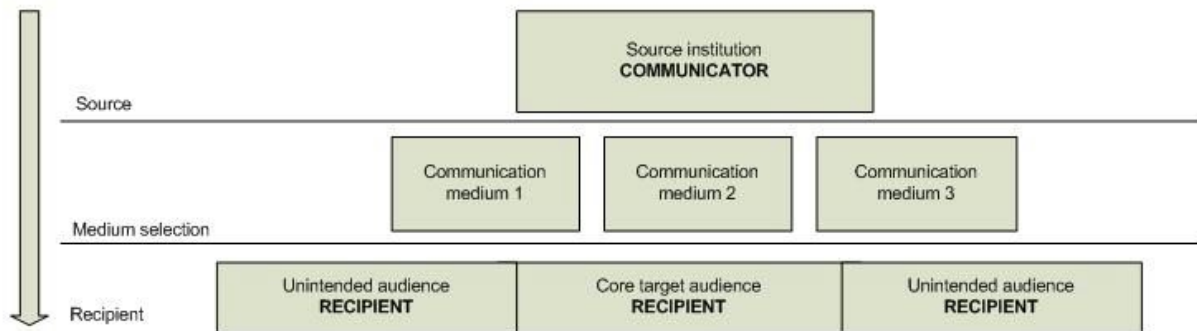 Source institution
COMMUNICATOR
Source
Communication
medium 1
Communication
medium 2
Communication
medium 3
Medium selection
Unintended audience
RECIPIENT
Core target audience
RECIPIENT
Unintended audience
RECIPIENT
Recipient